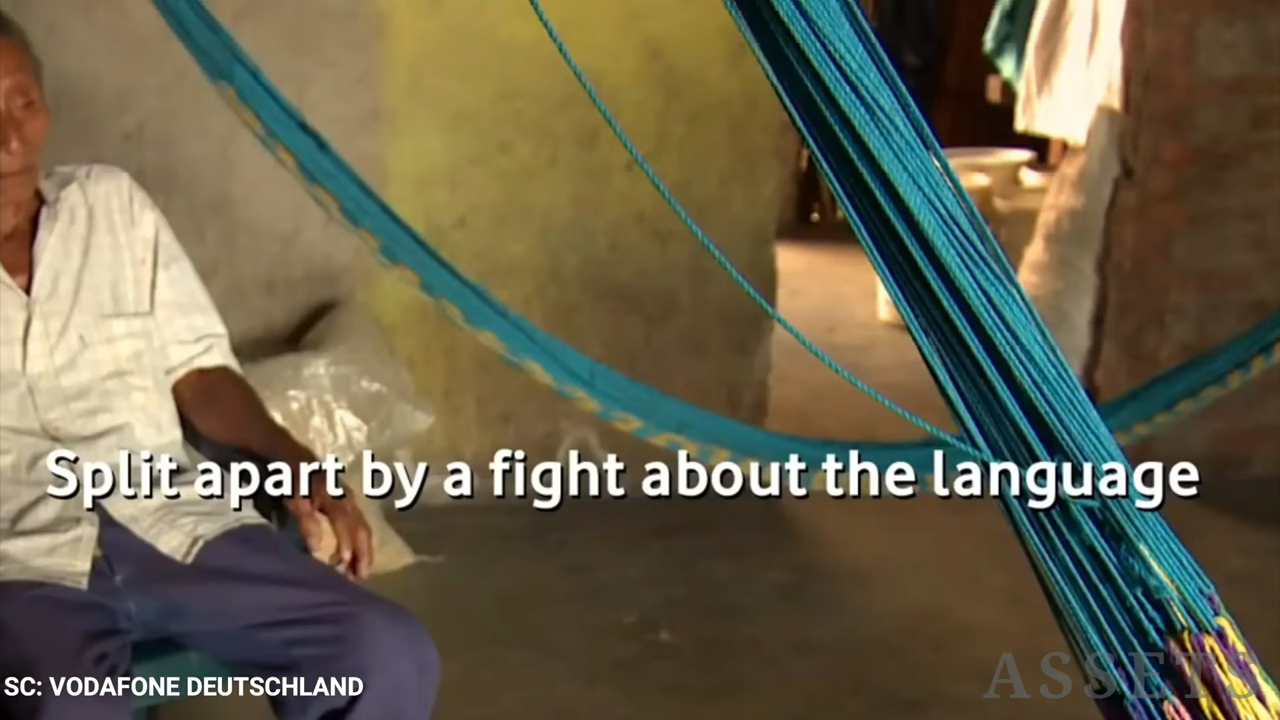 Split apart by a fight about the language
SC: VODAFONE DEUTSCHLAND
ASSETS